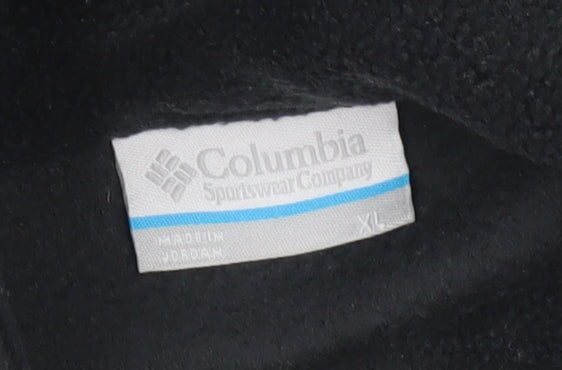 Columbia
Sportswear Company
XL
MADE IN
JORDAN